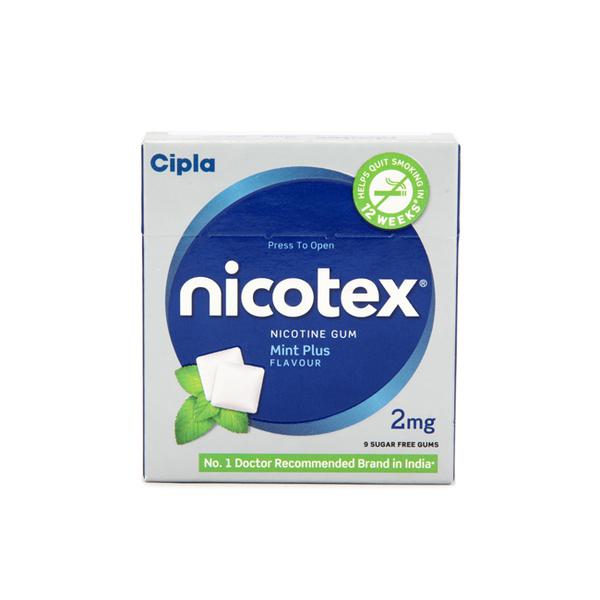 Cipla
HELPS QUIT SMOKING IN
12 WEEKS#
Press To Open
nicotex®
NICOTINE GUM
Mint Plus
FLAVOUR
2mg
9 SUGAR FREE GUMS
No. 1 Doctor Recommended Brand in India*